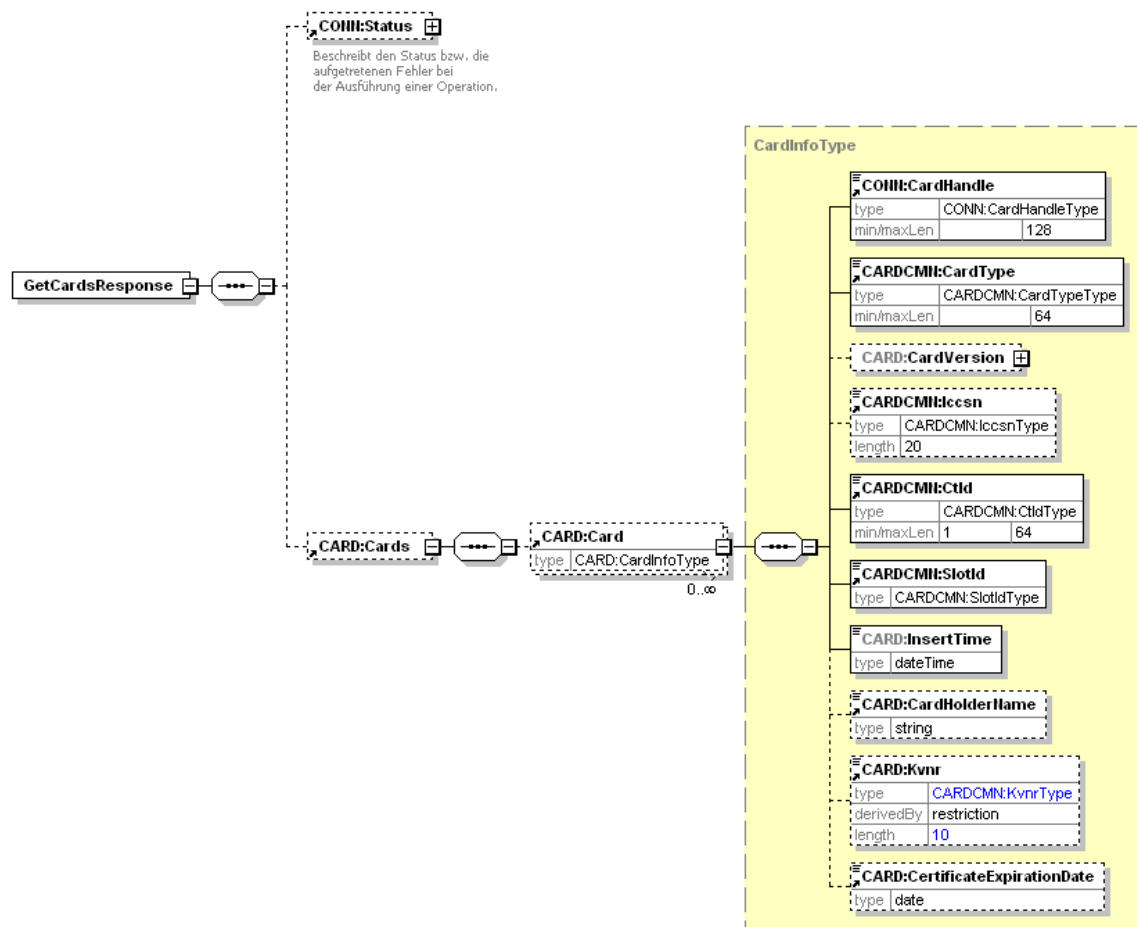 CONN:Status
Beschreibt den Status bzw. die
aufgetretenen Fehler bei
der Ausführung einer Operation.
GetCardsResponse
CARD:Cards
CARD:Card
type CARD:CardInfoType
0..∞
CardInfoType
CONN:CardHandle
type CONN:CardHandleType
min/maxLen 128
CARDCMN:CardType
type CARDCMN:CardTypeType
min/maxLen 64
CARD:CardVersion
CARDCMN:Iccsn
type CARDCMN:IccsnType
length 20
CARDCMN:CtId
type CARDCMN:CtIdType
min/maxLen 1 64
CARDCMN:SlotId
type CARDCMN:SlotIdType
CARD:InsertTime
type dateTime
CARD:CardHolderName
type string
CARD:Kvnr
type CARDCMN:KvnrType
derivedBy restriction
length 10
CARD:CertificateExpirationDate
type date